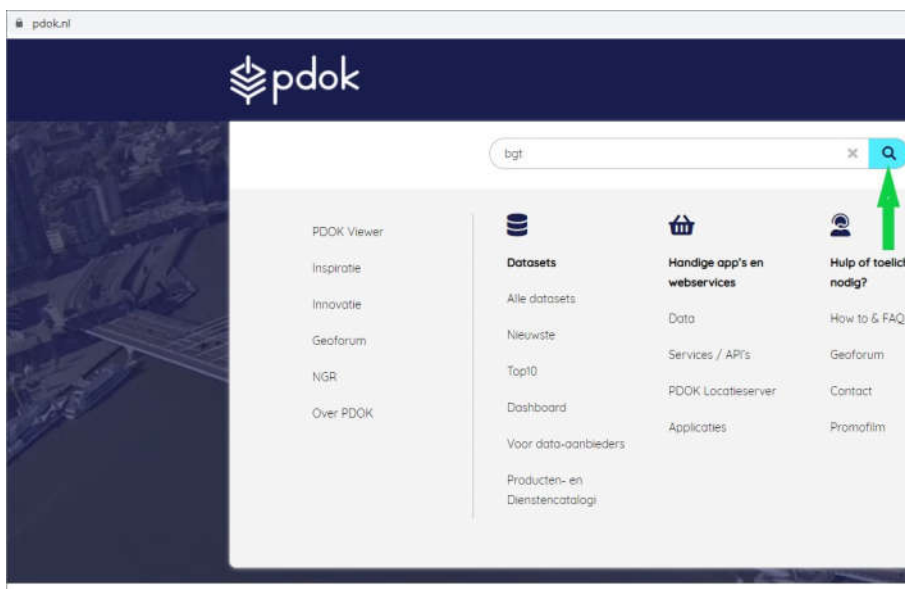 pdok.nl
pdok
bgt
PDOK Viewer
Inspiratie
Innovatie
Geoforum
NGR
Over PDOK
Datasets
Alle datasets
Nieuwste
Top10
Dashboard
Voor data-aanbieders
Producten- en
Dienstencatalogi
Handige app's en
webservices
Data
Services / API's
PDOK Locatieserver
Applicaties
Hulp of toelich
nodig?
How to & FAQ
Geoforum
Contact
Promofilm